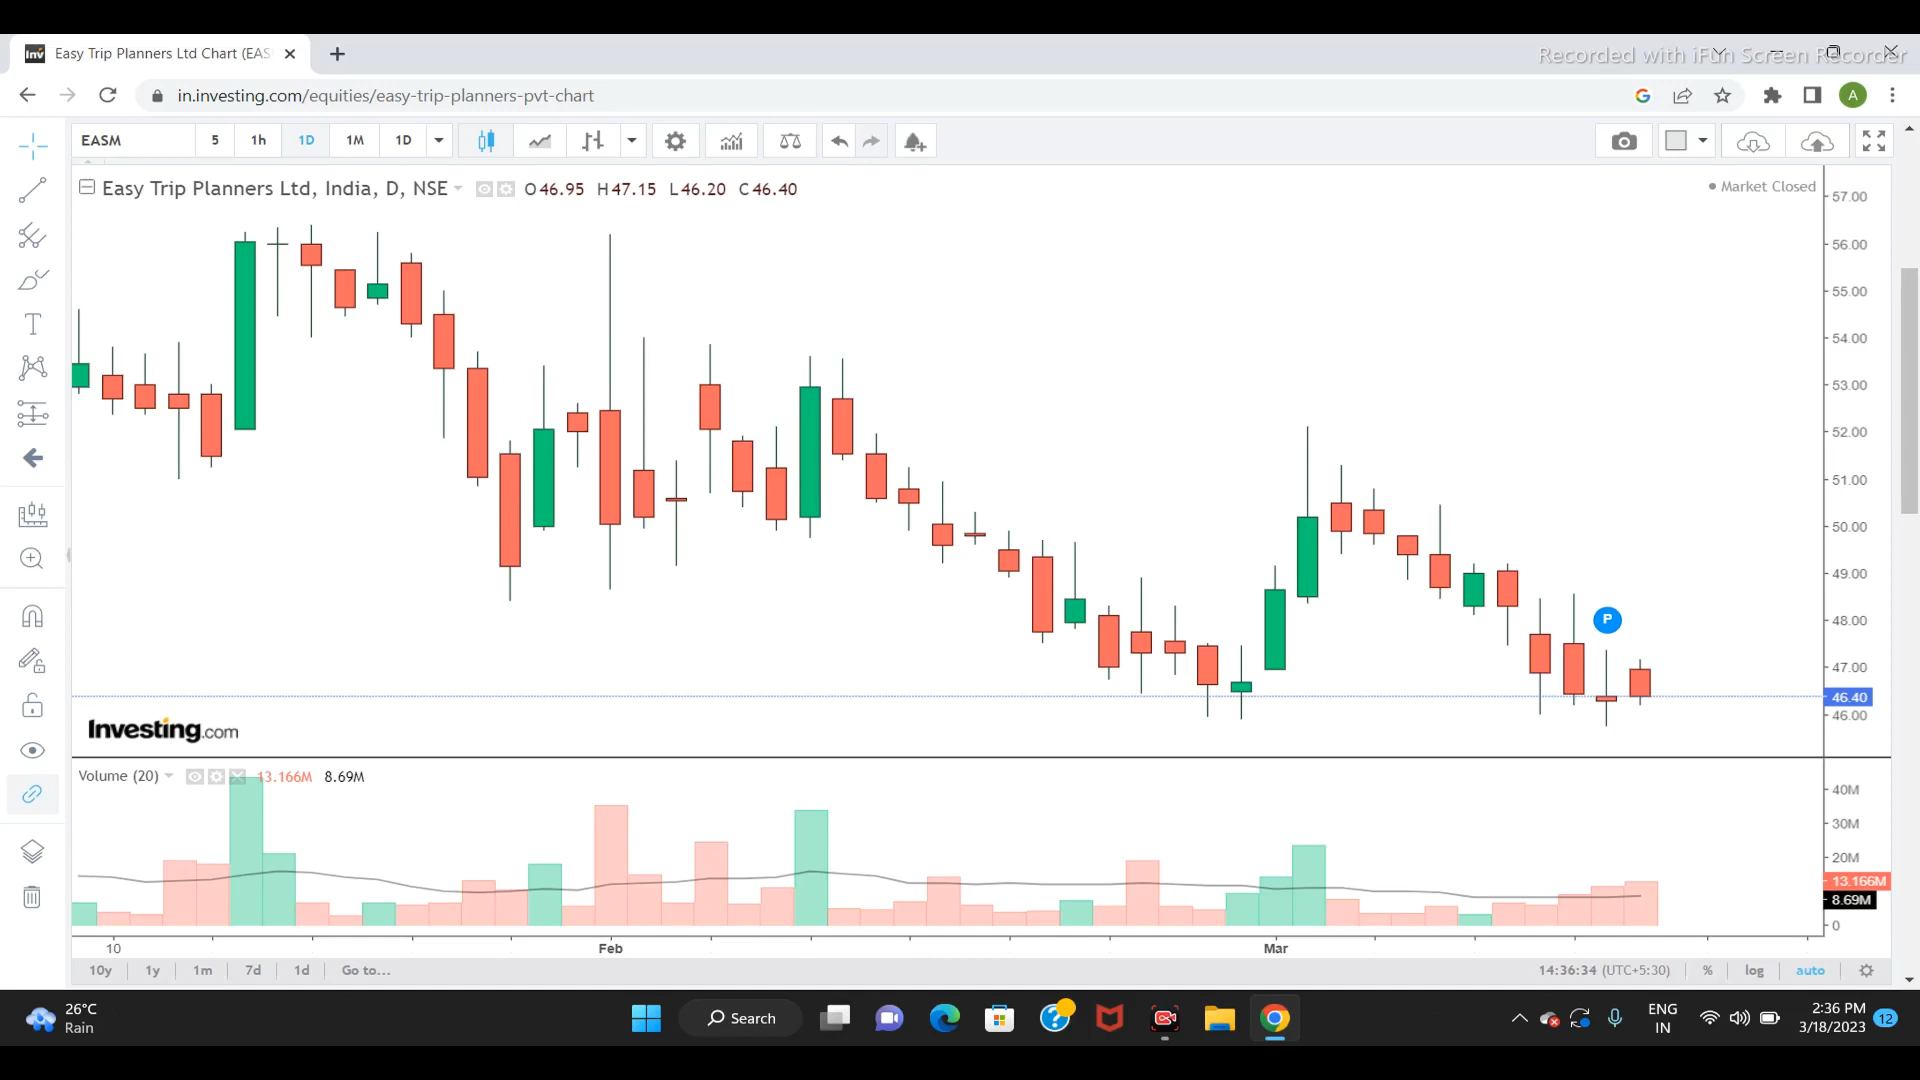 Easy Trip Planners Ltd Chart (EAS
Recorded with iFun Screen Recorder
in.investing.com/equities/easy-trip-planners-pvt-chart
A
EASM 5 1h 1D 1M 1D
Easy Trip Planners Ltd, India, D, NSE O46.95 H47.15 L46.20 C46.40
Market Closed
57.00
56.00
55.00
54.00
53.00
52.00
51.00
50.00
49.00
48.00
P
47.00
46.40
46.00
Investing.com
Volume (20) 13.166M 8.69M
40M
30M
20M
13.166M
8.69M
0
10 Feb Mar
10y 1y 1m 7d 1d Go to... 14:36:34 (UTC+5:30) % log auto
26°C
Rain
Search
ENG
IN
2:36 PM
3/18/2023
12